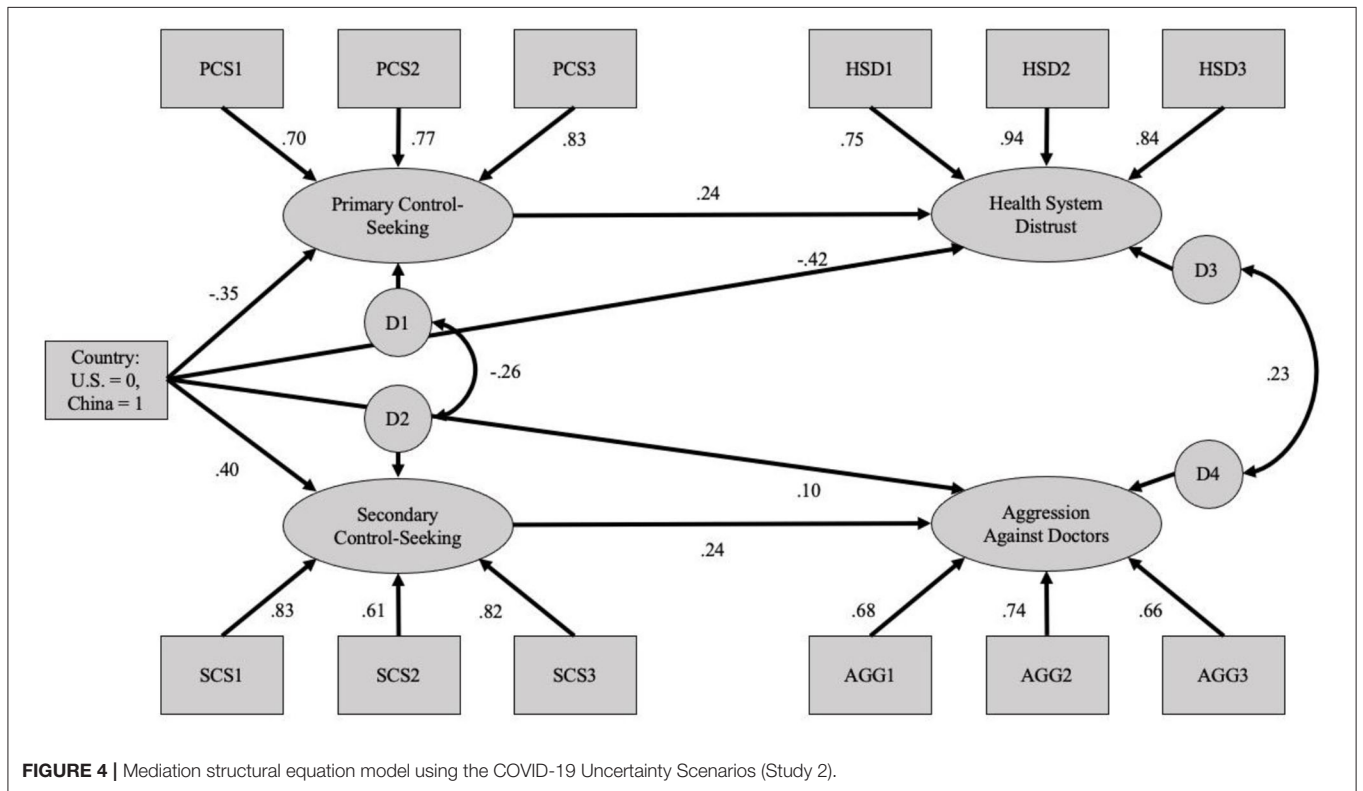 PCS1
PCS2
PCS3
HSD1
HSD2
HSD3
.70
.77
.83
.75
.94
.84
Primary Control-
Seeking
.24
Health System
Distrust
-.42
D3
-.35
D1
Country:
U.S. = 0,
China = 1
-.26
.23
D2
.40
D4
.10
Secondary
Control-Seeking
.24
Aggression
Against Doctors
.83
.61
.82
.68
.74
.66
SCS1
SCS2
SCS3
AGG1
AGG2
AGG3
FIGURE 4 | Mediation structural equation model using the COVID-19 Uncertainty Scenarios (Study 2).